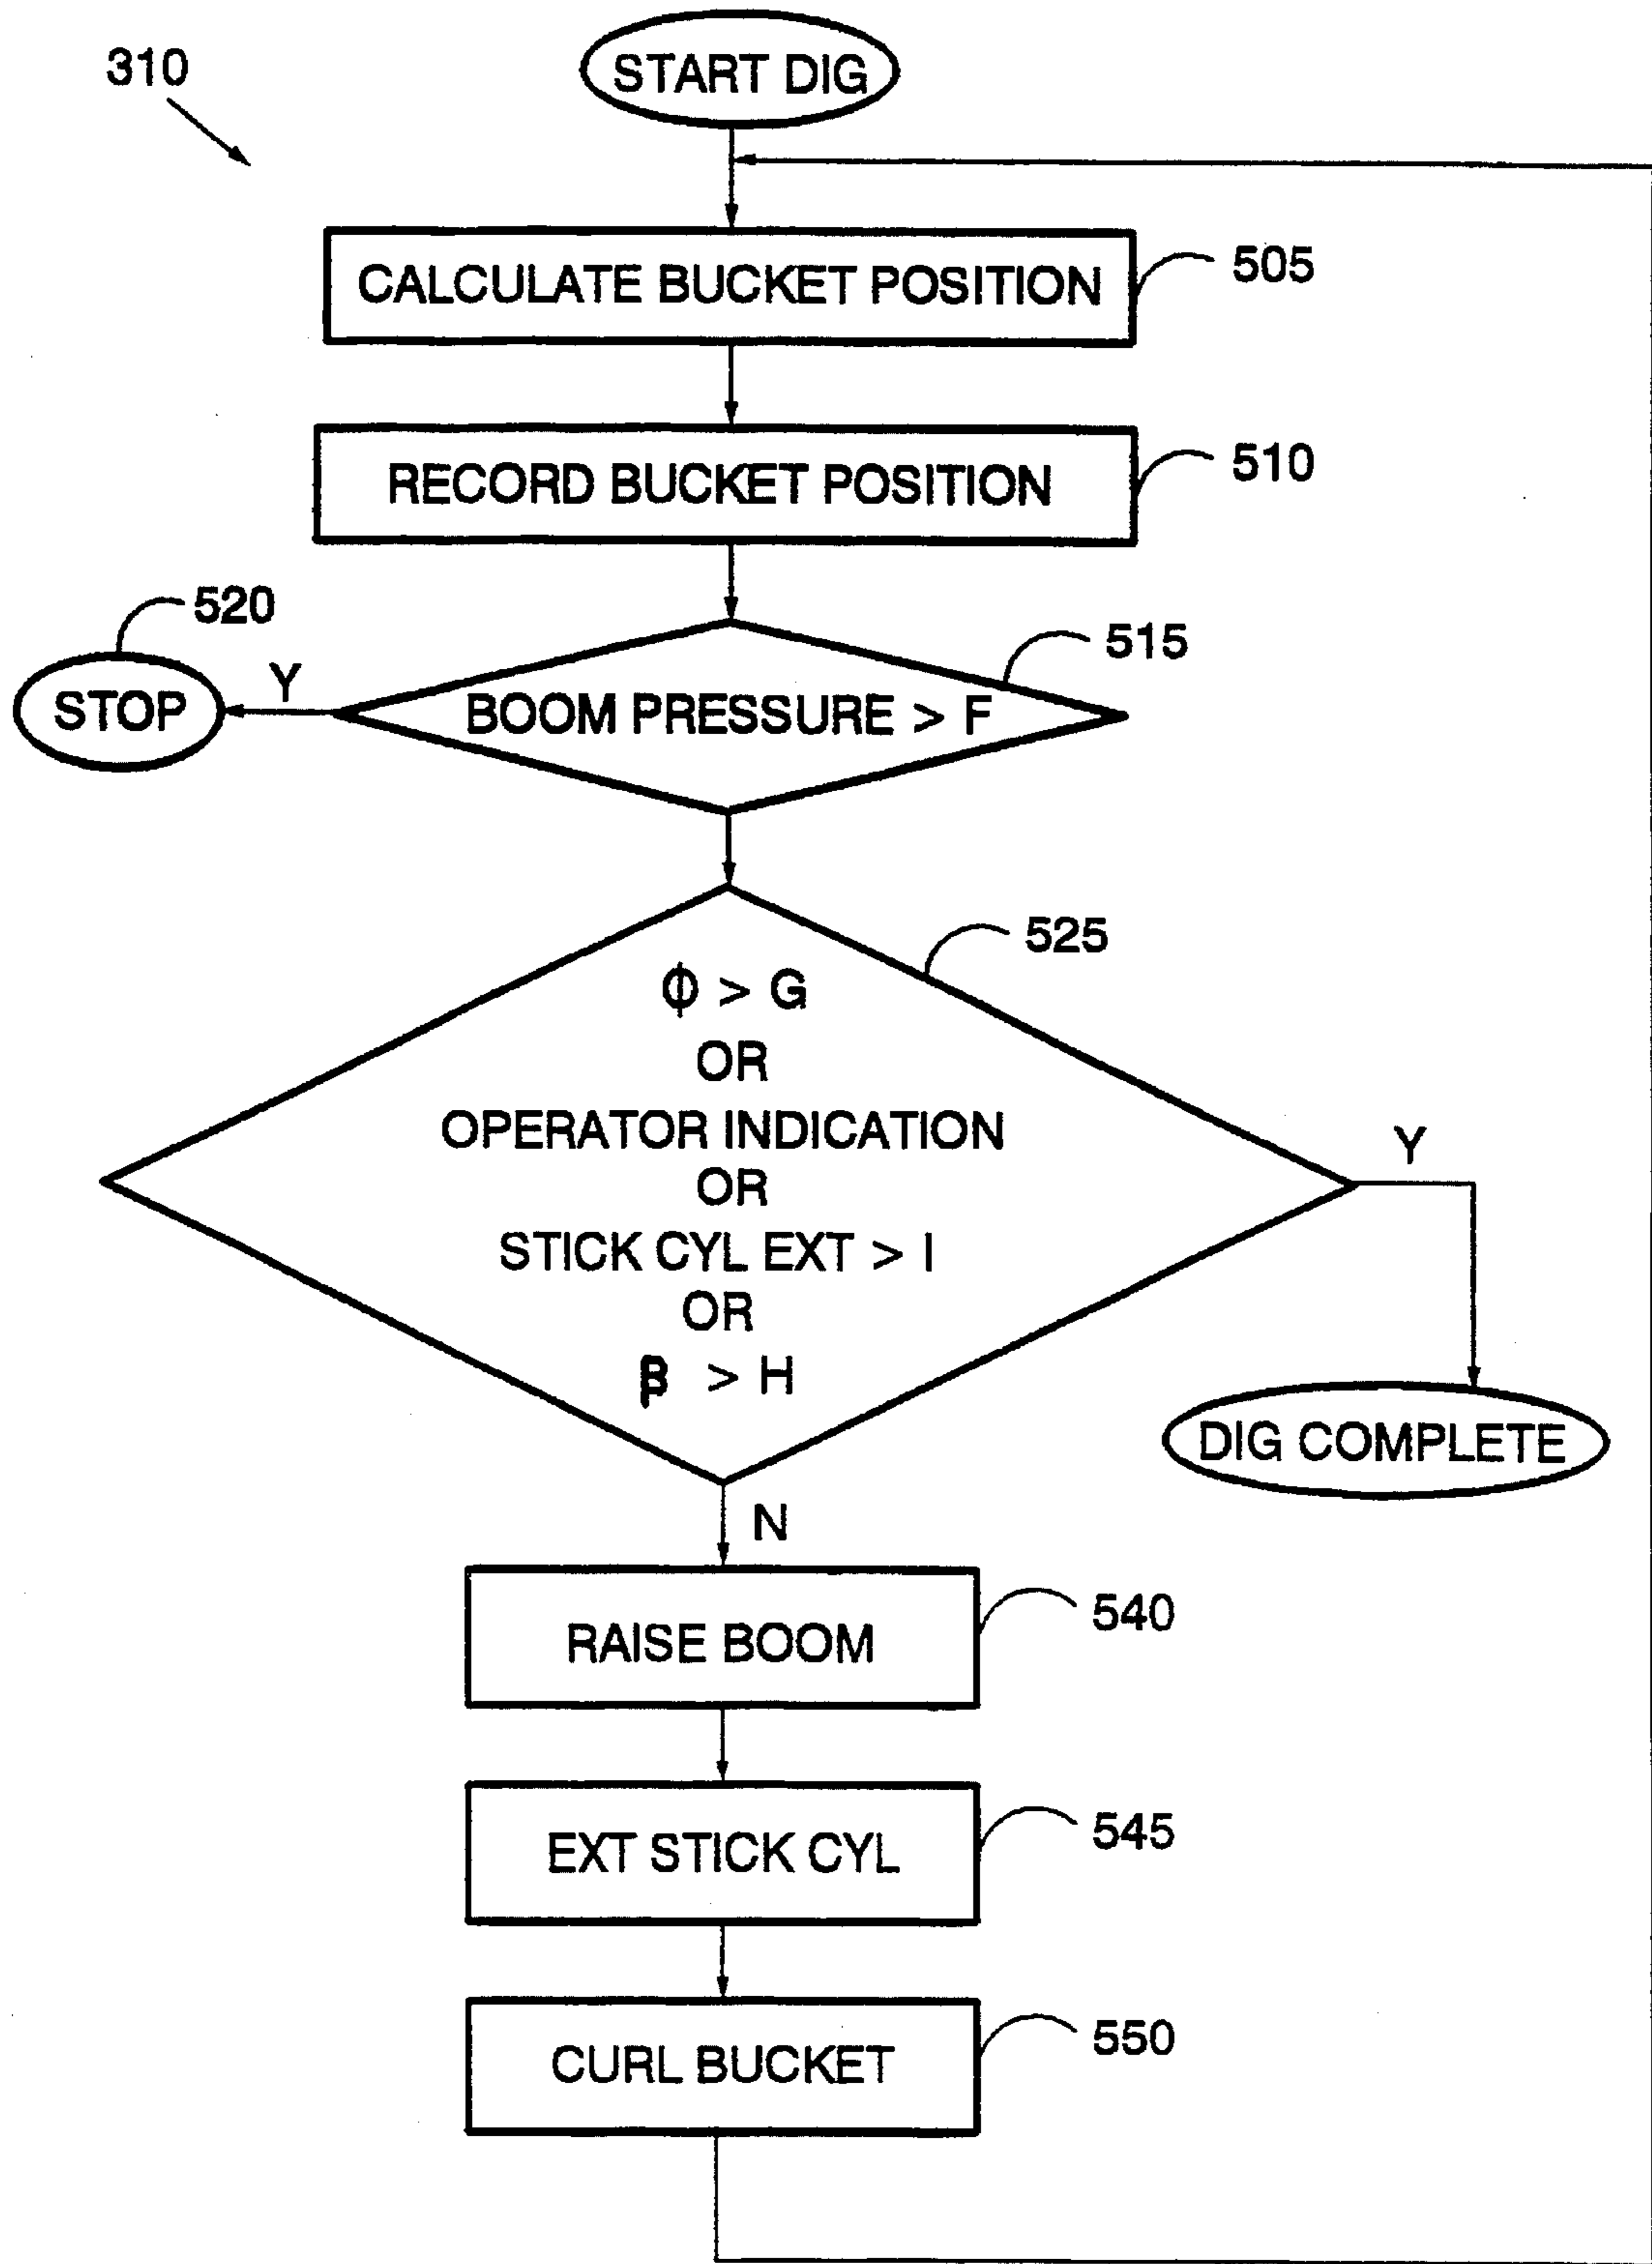 310
START DIG
CALCULATE BUCKET POSITION
505
RECORD BUCKET POSITION
510
520
STOP
Y
BOOM PRESSURE > F
515
525
Φ > G
OR
OPERATOR INDICATION
OR
STICK CYL EXT > I
OR
β > H
Y
DIG COMPLETE
N
RAISE BOOM
540
EXT STICK CYL
545
CURL BUCKET
550